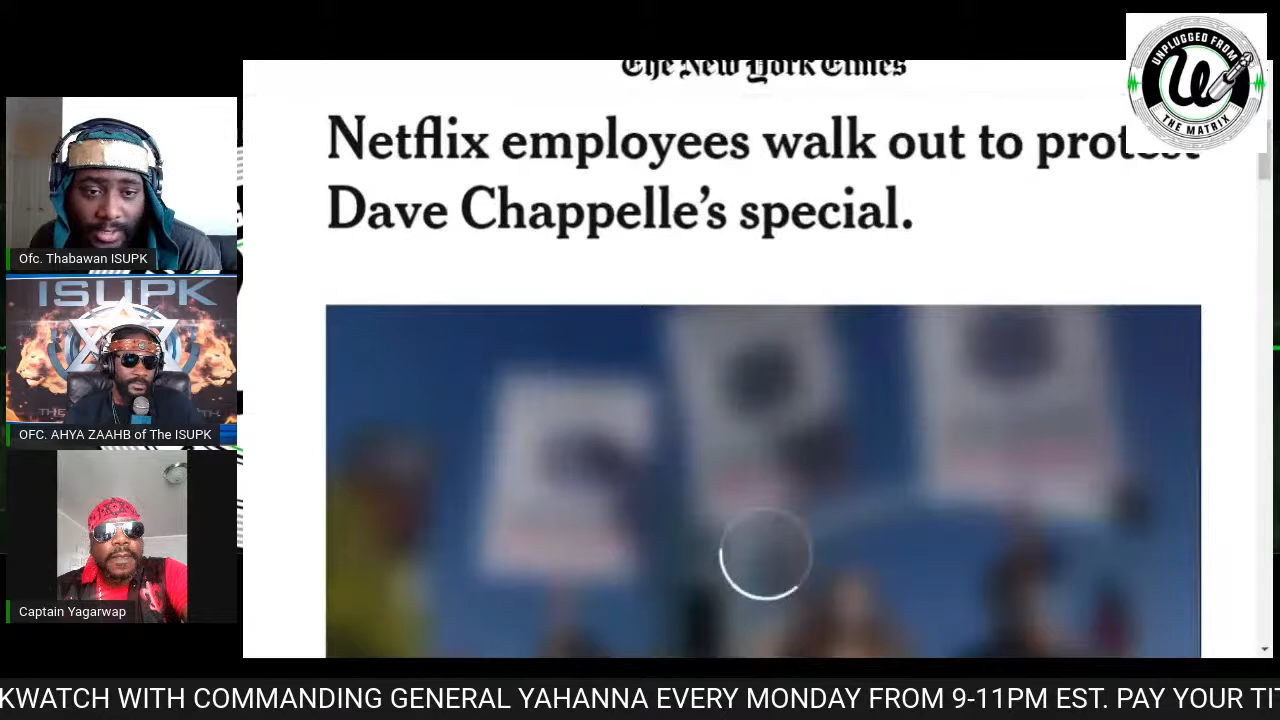 The New York Times
Netflix employees walk out to protest
Dave Chappelle's special.
UNPLUGGED FROM
THE MATRIX
Ofc. Thabawan ISUPK
ISUPK
OFC. AHYA ZAAHB of The ISUPK
Captain Yagarwap
KWATCH WITH COMMANDING GENERAL YAHANNA EVERY MONDAY FROM 9-11PM EST. PAY YOUR TI